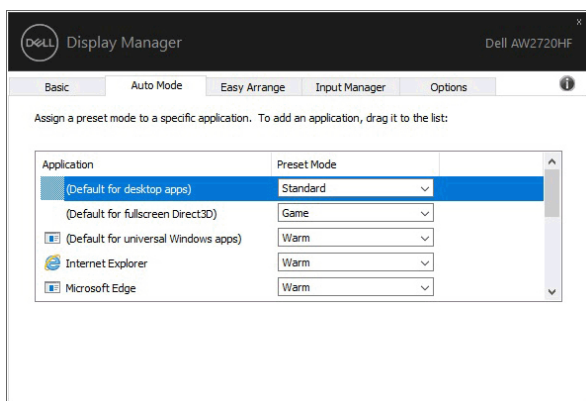 x
DELL Display Manager Dell AW2720HF
Basic Auto Mode Easy Arrange Input Manager Options i
Assign a preset mode to a specific application. To add an application, drag it to the list:
Application Preset Mode
(Default for desktop apps) Standard
(Default for fullscreen Direct3D) Game
(Default for universal Windows apps) Warm
Internet Explorer Warm
Microsoft Edge Warm